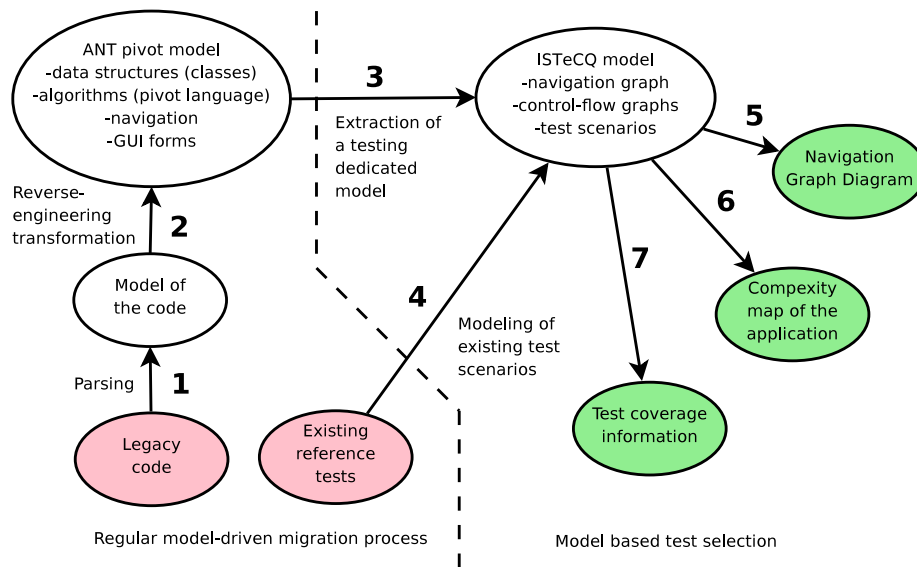 ANT pivot model
-data structures (classes)
-algorithms (pivot language)
-navigation
-GUI forms
3
Extraction of
a testing
dedicated
model
ISTeCQ model
-navigation graph
-control-flow graphs
-test scenarios
5
Navigation
Graph Diagram
Reverse-
engineering
transformation
2
6
Model of
the code
4
7
Compexity
map of the
application
Modeling of
existing test
scenarios
Parsing
1
Legacy
code
Existing
reference
tests
Test coverage
information
Regular model-driven migration process
Model based test selection